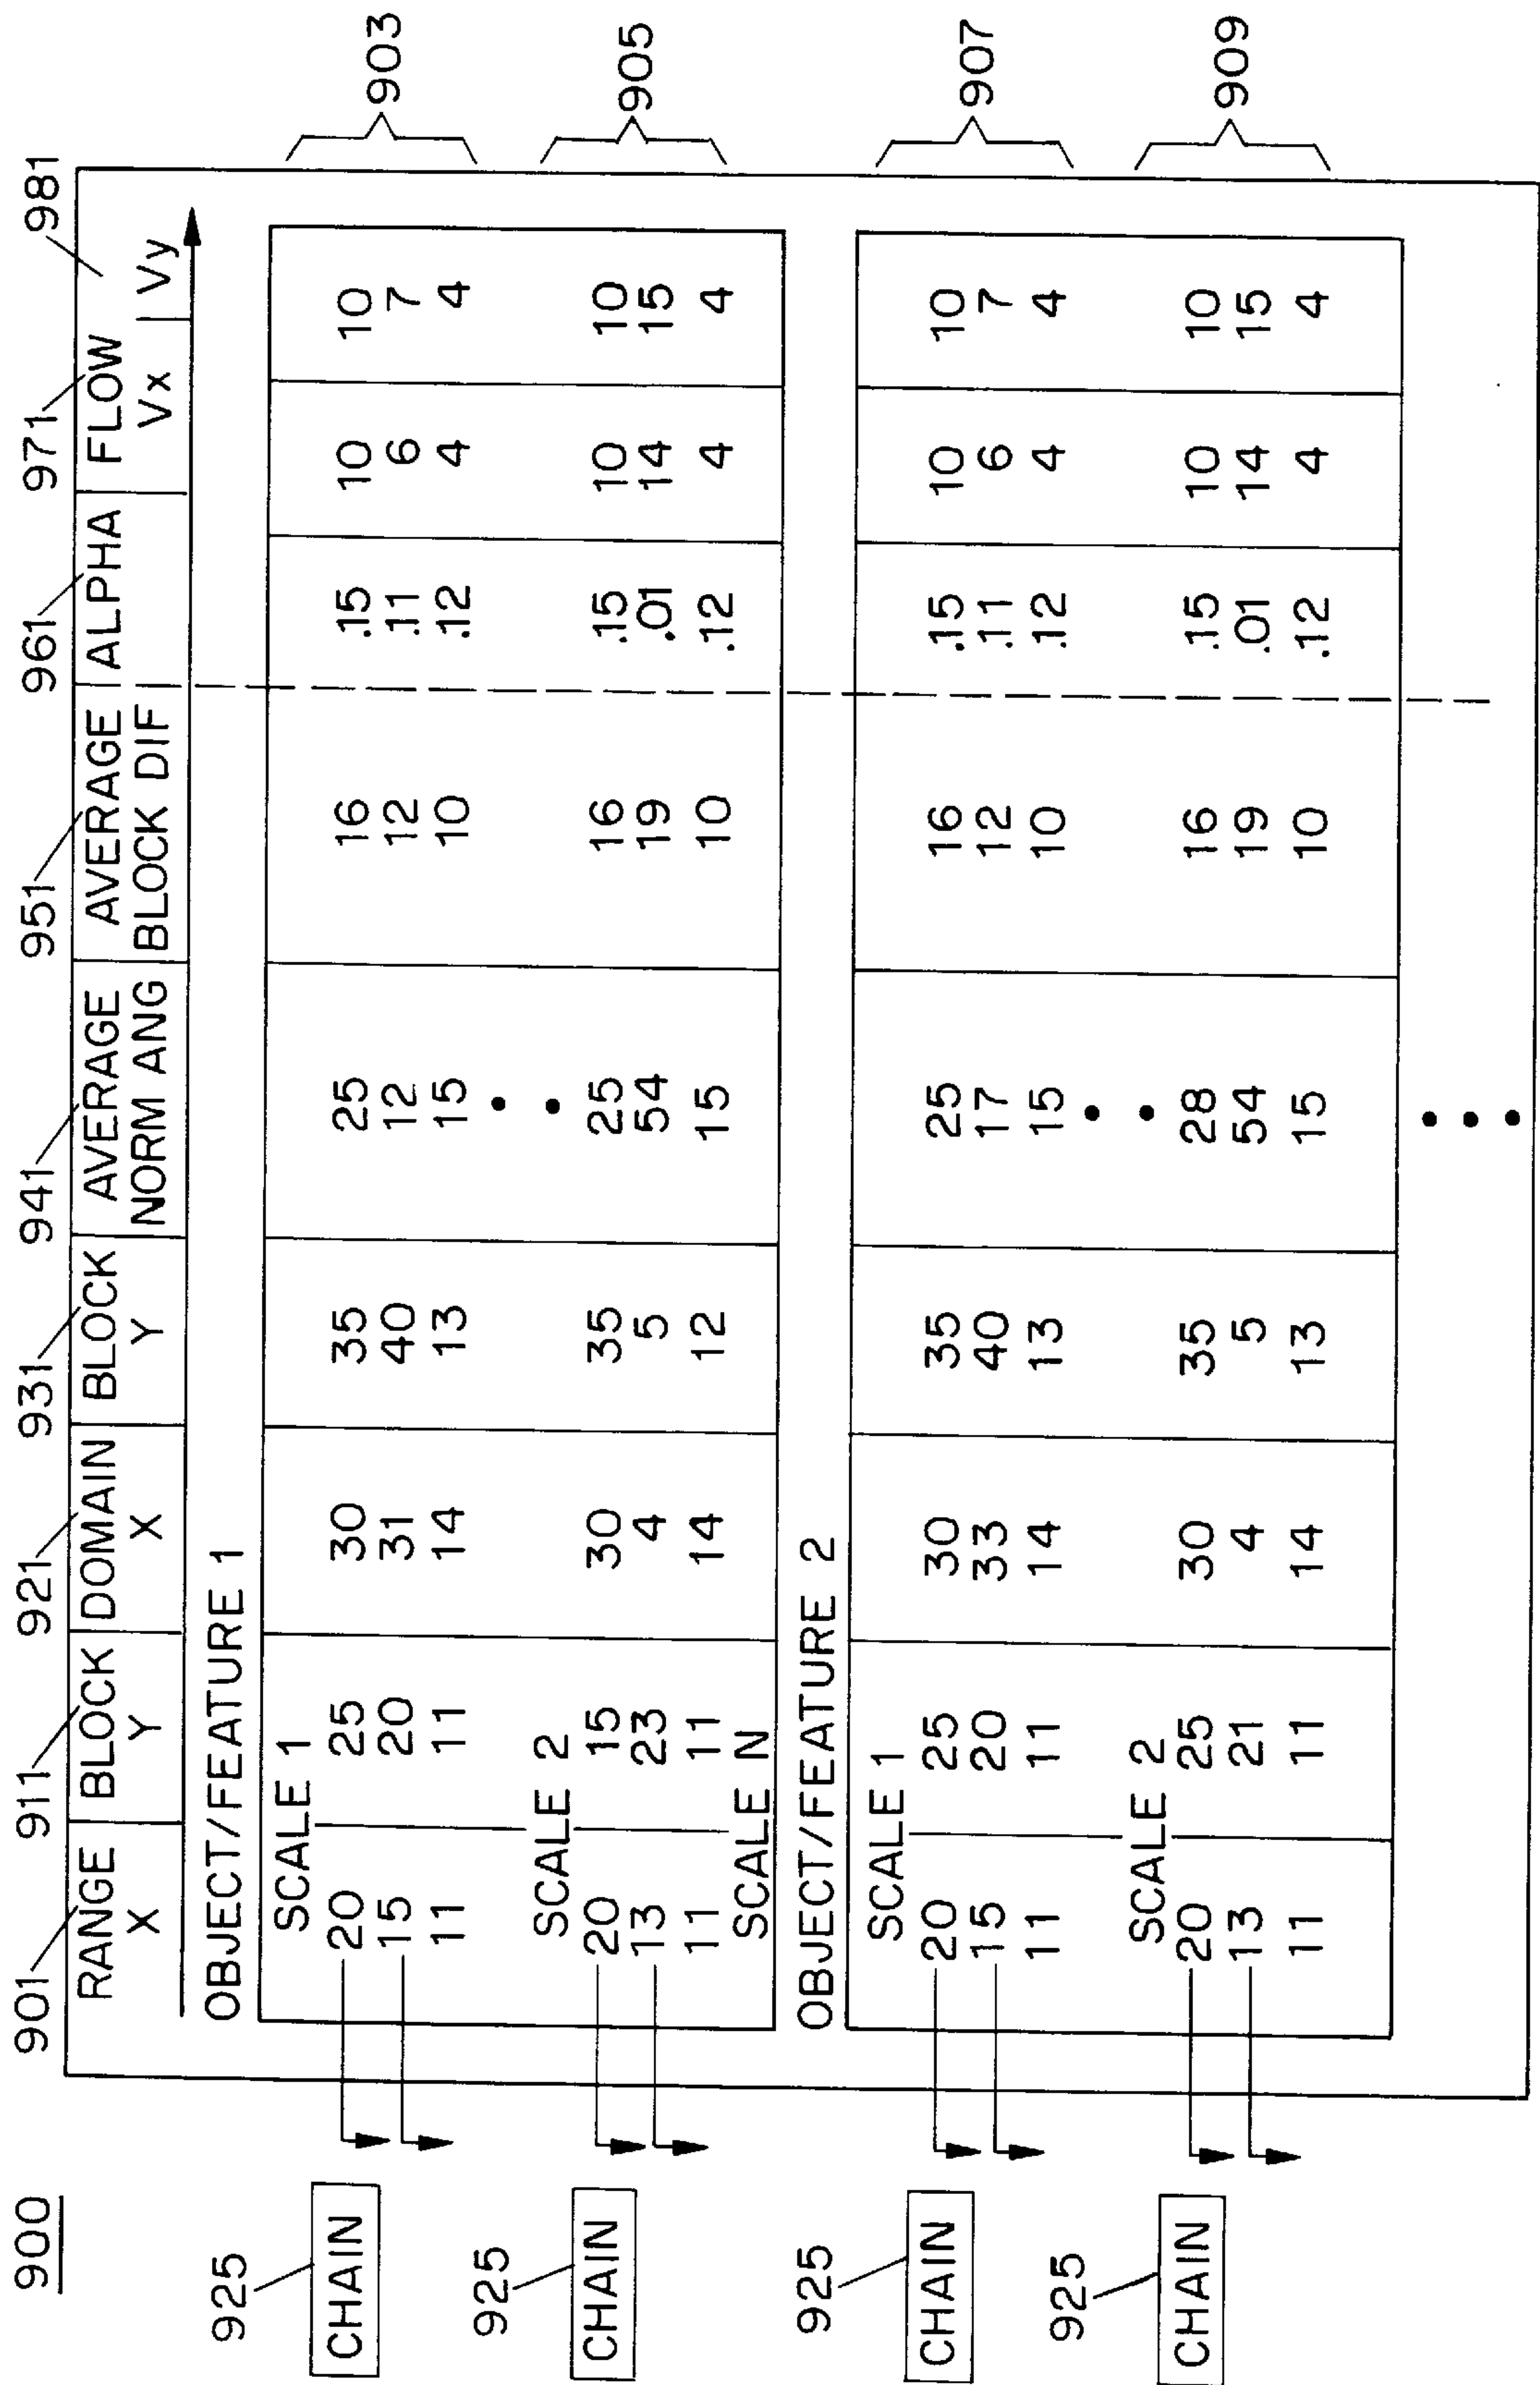 900
901 911 921 931 941 951 961 971 981
RANGE BLOCK DOMAIN BLOCK AVERAGE AVERAGE ALPHA FLOW
X Y X Y NORM ANG BLOCK DIF Vx Vy
OBJECT/FEATURE 1
SCALE 1
925 CHAIN
20 25 30 35 25 16 .15 10 10
15 20 31 40 12 12 .11 6 7
11 11 14 13 15 10 .12 4 4
903
SCALE 2
925 CHAIN
20 15 30 35 25 16 .15 10 10
13 23 4 5 54 19 .01 14 15
11 11 14 12 15 10 .12 4 4
905
SCALE N
OBJECT/FEATURE 2
SCALE 1
925 CHAIN
20 25 30 35 25 16 .15 10 10
15 20 33 40 17 12 .11 6 7
11 11 14 13 15 10 .12 4 4
907
SCALE 2
925 CHAIN
20 25 30 35 28 16 .15 10 10
13 21 4 5 54 19 .01 14 15
11 11 14 13 15 10 .12 4 4
909